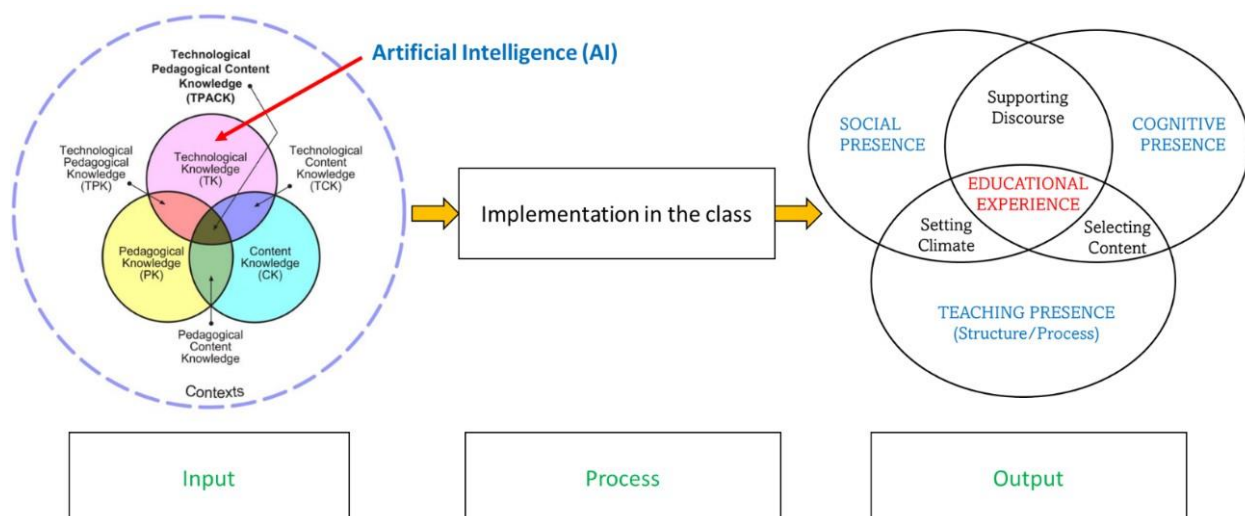 Technological
Pedagogical Content
Knowledge
(TPACK)
Artificial Intelligence (AI)
Technological
Pedagogical
Knowledge
(TPK)
Technological
Knowledge
(TK)
Technological
Content
Knowledge
(TCK)
Pedagogical
Knowledge
(PK)
Content
Knowledge
(CK)
Pedagogical
Content
Knowledge
Contexts
Implementation in the class
SOCIAL
PRESENCE
Supporting
Discourse
COGNITIVE
PRESENCE
EDUCATIONAL
EXPERIENCE
Setting
Climate
Selecting
Content
TEACHING PRESENCE
(Structure/Process)
Input
Process
Output